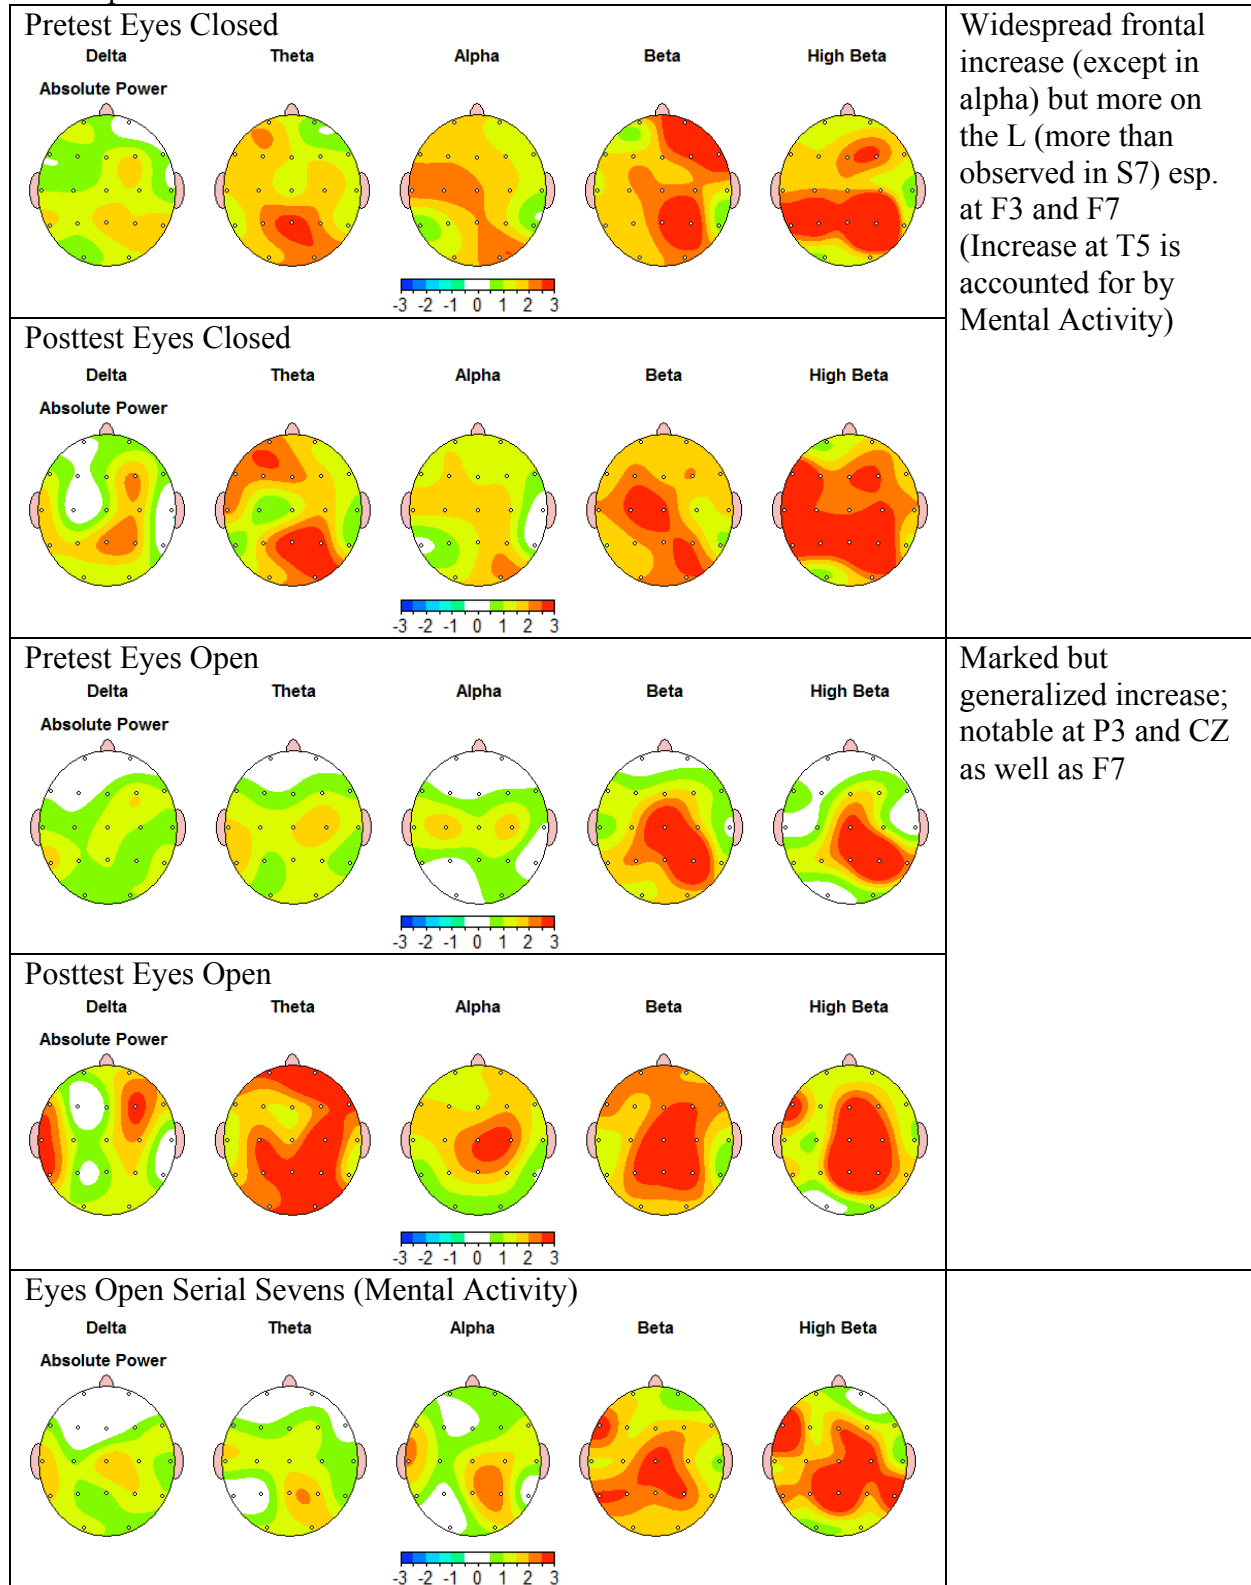 Pretest Eyes Closed
Delta Theta Alpha Beta High Beta
Absolute Power
-3 -2 -1 0 1 2 3
Widespread frontal
increase (except in
alpha) but more on
the L (more than
observed in S7) esp.
at F3 and F7
(Increase at T5 is
accounted for by
Mental Activity)
Posttest Eyes Closed
Delta Theta Alpha Beta High Beta
Absolute Power
-3 -2 -1 0 1 2 3
Pretest Eyes Open
Delta Theta Alpha Beta High Beta
Absolute Power
-3 -2 -1 0 1 2 3
Marked but
generalized increase;
notable at P3 and CZ
as well as F7
Posttest Eyes Open
Delta Theta Alpha Beta High Beta
Absolute Power
-3 -2 -1 0 1 2 3
Eyes Open Serial Sevens (Mental Activity)
Delta Theta Alpha Beta High Beta
Absolute Power
-3 -2 -1 0 1 2 3